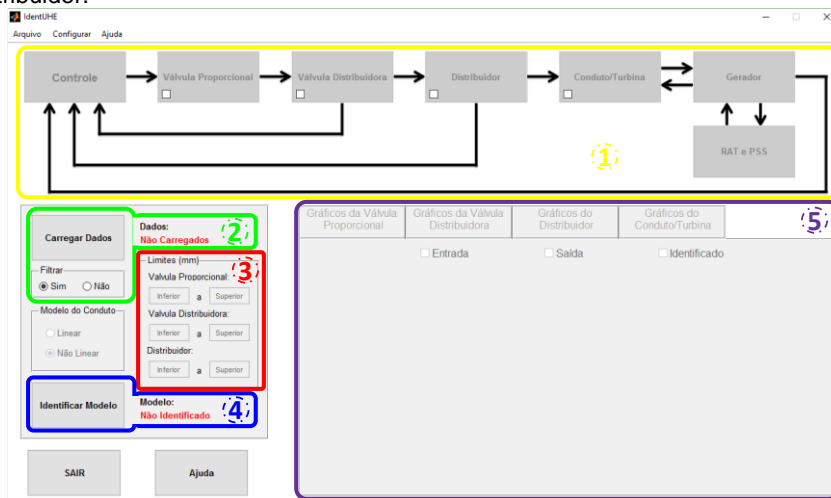 tribuidor.
IdentUHE
Arquivo Configurar Ajuda
Controle
Válvula Proporcional
Válvula Distribuidora
Distribuidor
Conduto/Turbina
Gerador
RAT e PSS
1
Carregar Dados
Dados:
Não Carregados
2
Filtrar
Sim Não
Limites (mm)
3
Valvula Proporcional:
Inferior a Superior
Valvula Distribuidora:
Inferior a Superior
Distribuidor:
Inferior a Superior
Modelo do Conduto
Linear
Não Linear
Identificar Modelo
Modelo:
Não Identificado
4
SAIR
Ajuda
Gráficos da Válvula
Proporcional
Gráficos da Válvula
Distribuidora
Gráficos do
Distribuidor
Gráficos do
Conduto/Turbina
5
Entrada
Saída
Identificado